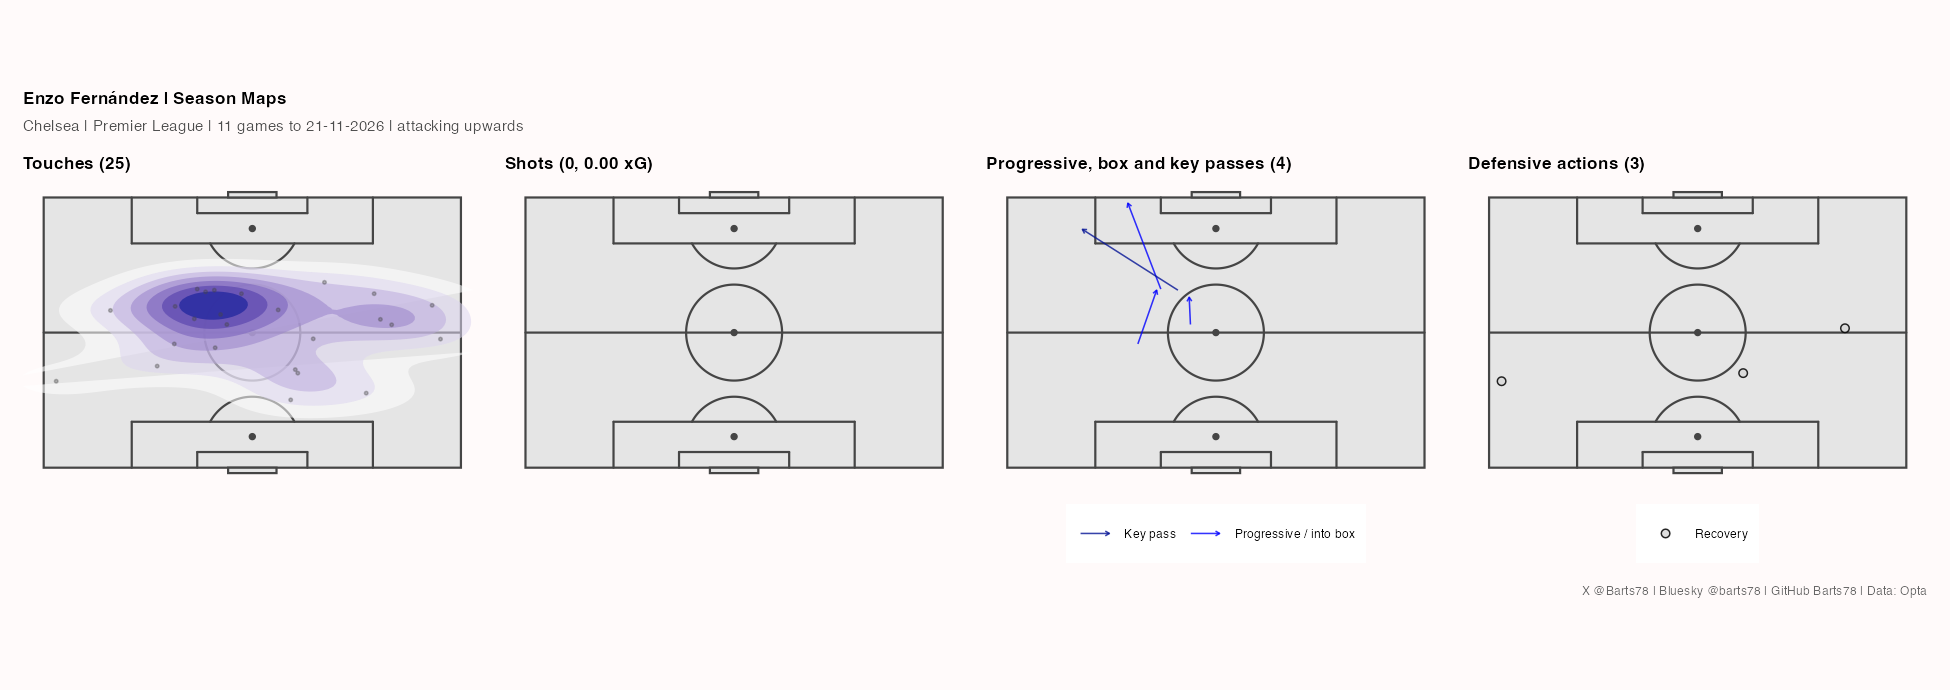 Enzo Fernández | Season Maps
Chelsea | Premier League | 11 games to 21-11-2026 | attacking upwards
Touches (25)
Shots (0, 0.00 xG)
Progressive, box and key passes (4)
Defensive actions (3)
Key pass
Progressive / into box
Recovery
X @Barts78 | Bluesky @barts78 | GitHub Barts78 | Data: Opta